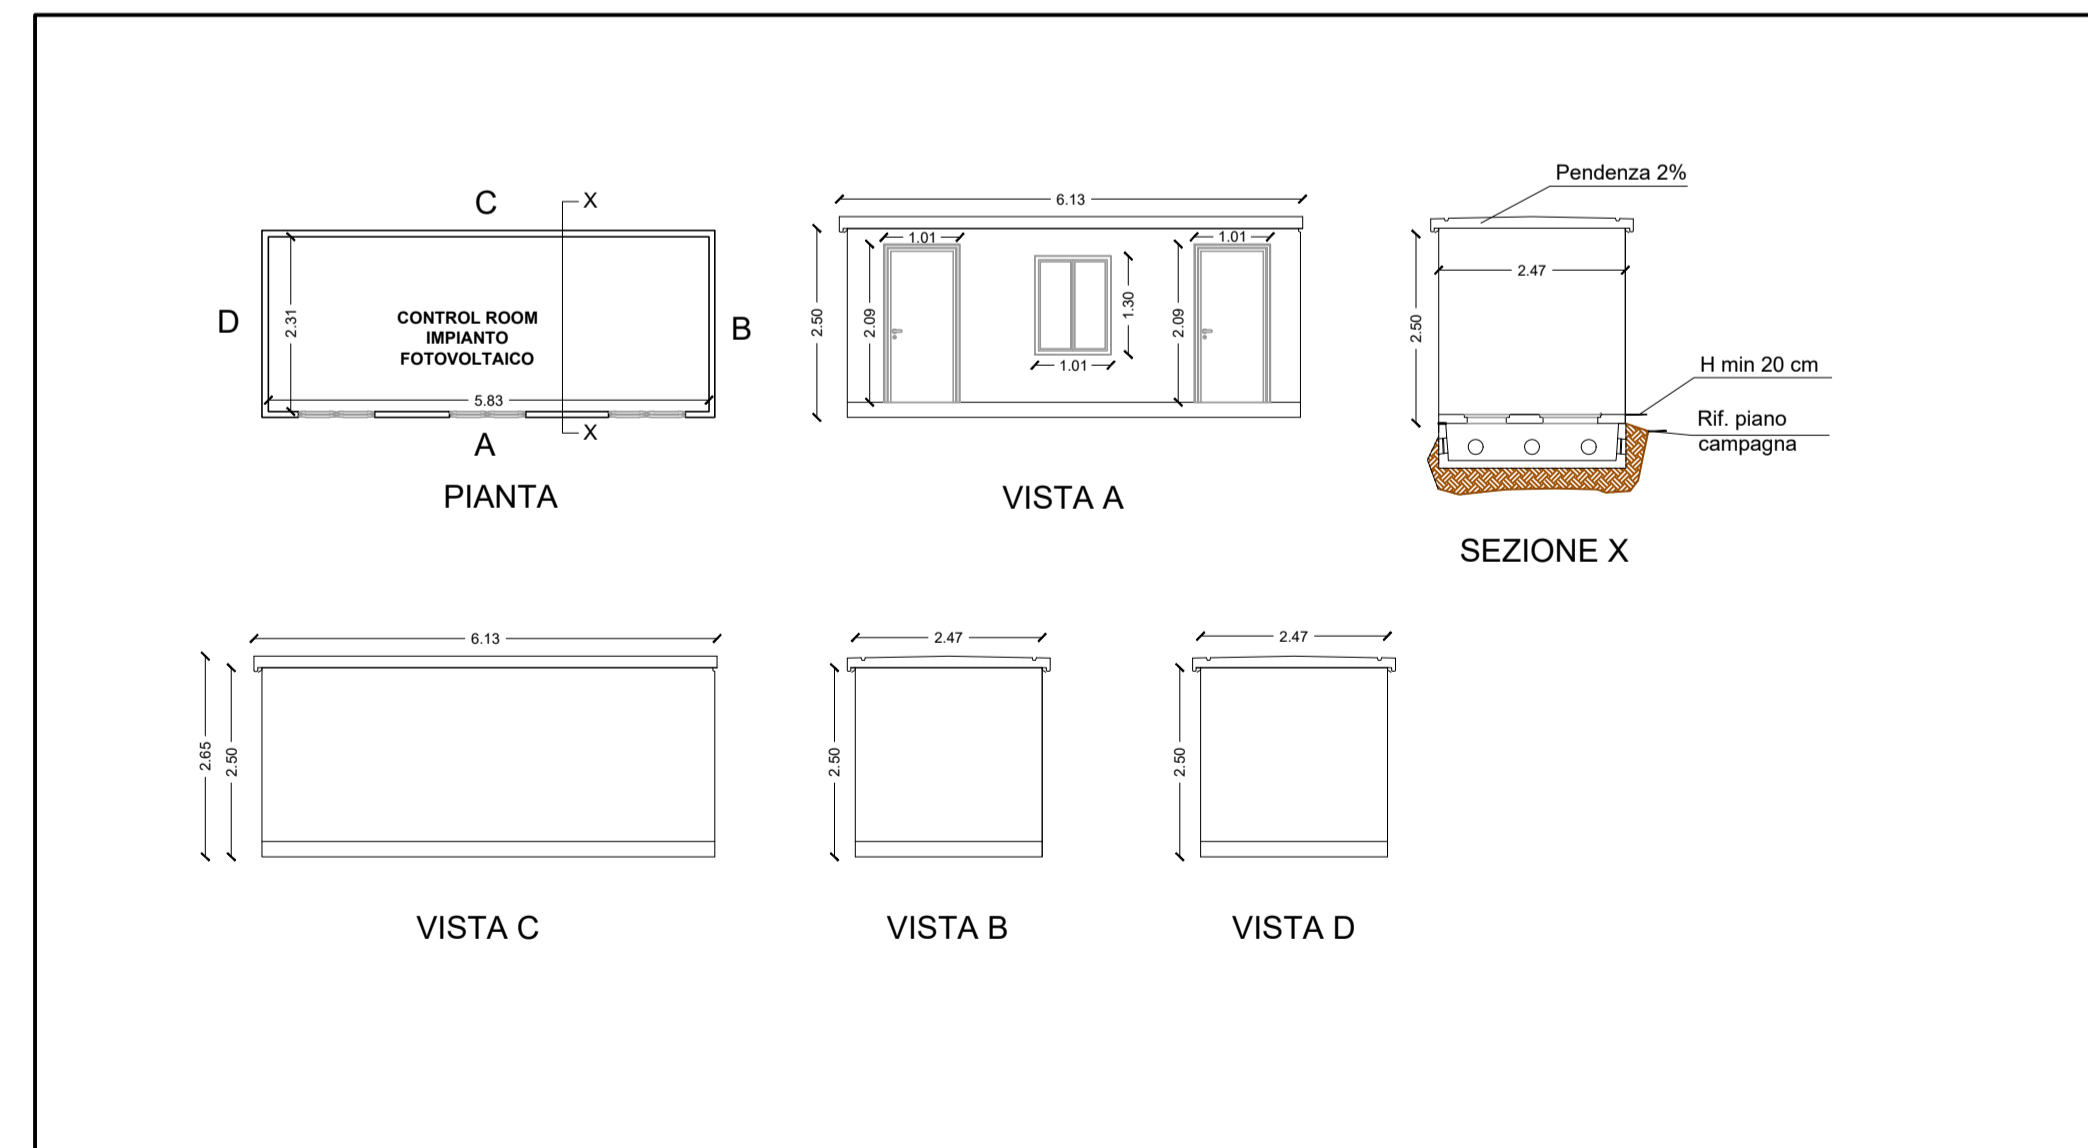 C
X
D
2.31
CONTROL ROOM
IMPIANTO
FOTOVOLTAICO
B
5.83
A
X
PIANTA
6.13
1.01
1.01
2.50
2.09
1.30
2.09
1.01
VISTA A
Pendenza 2%
2.47
2.50
H min 20 cm
Rif. piano
campagna
SEZIONE X
6.13
2.65
2.50
VISTA C
2.47
2.50
VISTA B
2.47
2.50
VISTA D